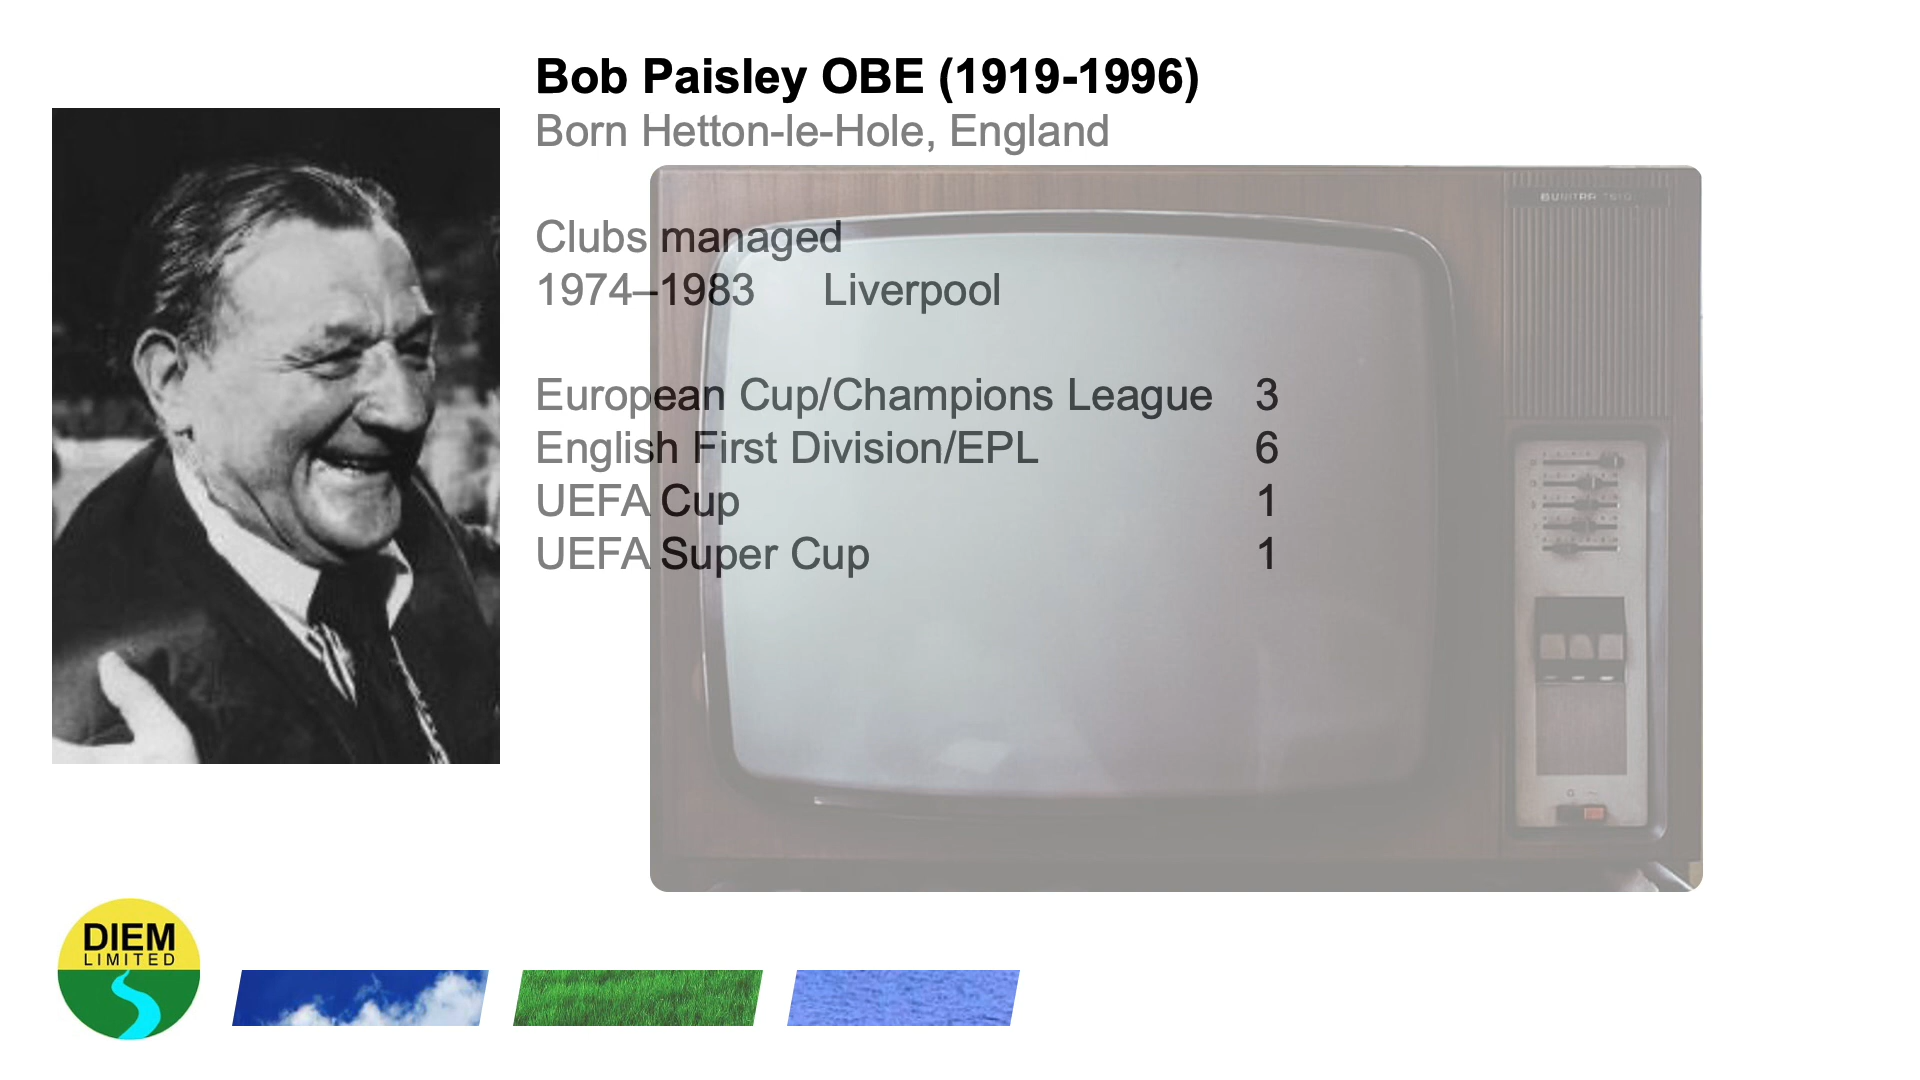 Bob Paisley OBE (1919-1996)
Born Hetton-le-Hole, England
Clubs managed
1974–1983 Liverpool
European Cup/Champions League 3
English First Division/EPL 6
UEFA Cup 1
UEFA Super Cup 1
DIEM
LIMITED